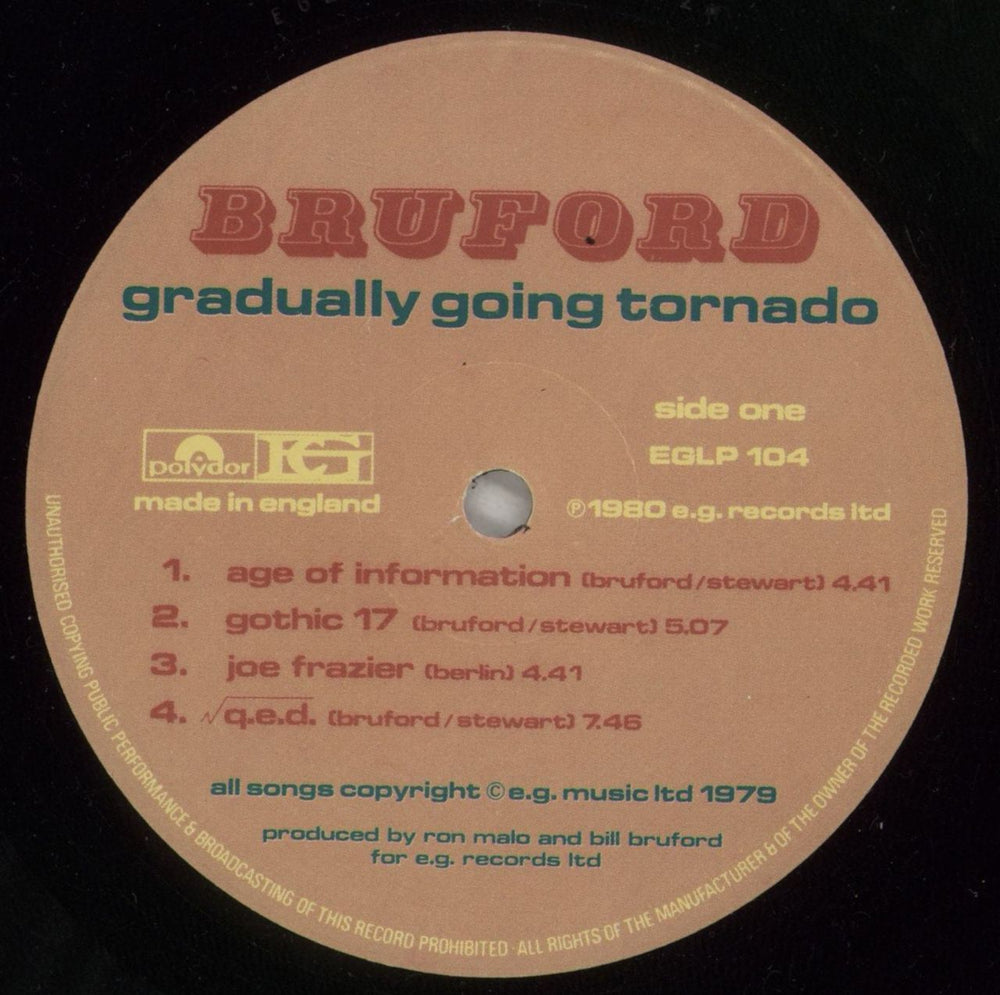 BRUFORD
gradually going tornado
side one
EGLP 104
polydor EG
made in england
℗ 1980 e.g. records ltd
1. age of information (bruford/stewart) 4.41
2. gothic 17 (bruford/stewart) 5.07
3. joe frazier (berlin) 4.41
4. √q.e.d. (bruford/stewart) 7.46
all songs copyright © e.g. music ltd 1979
produced by ron malo and bill bruford
for e.g. records ltd
UNAUTHORISED COPYING PUBLIC PERFORMANCE & BROADCASTING OF THIS RECORD PROHIBITED · ALL RIGHTS OF THE MANUFACTURER & OF THE OWNER OF THE RECORDED WORK RESERVED